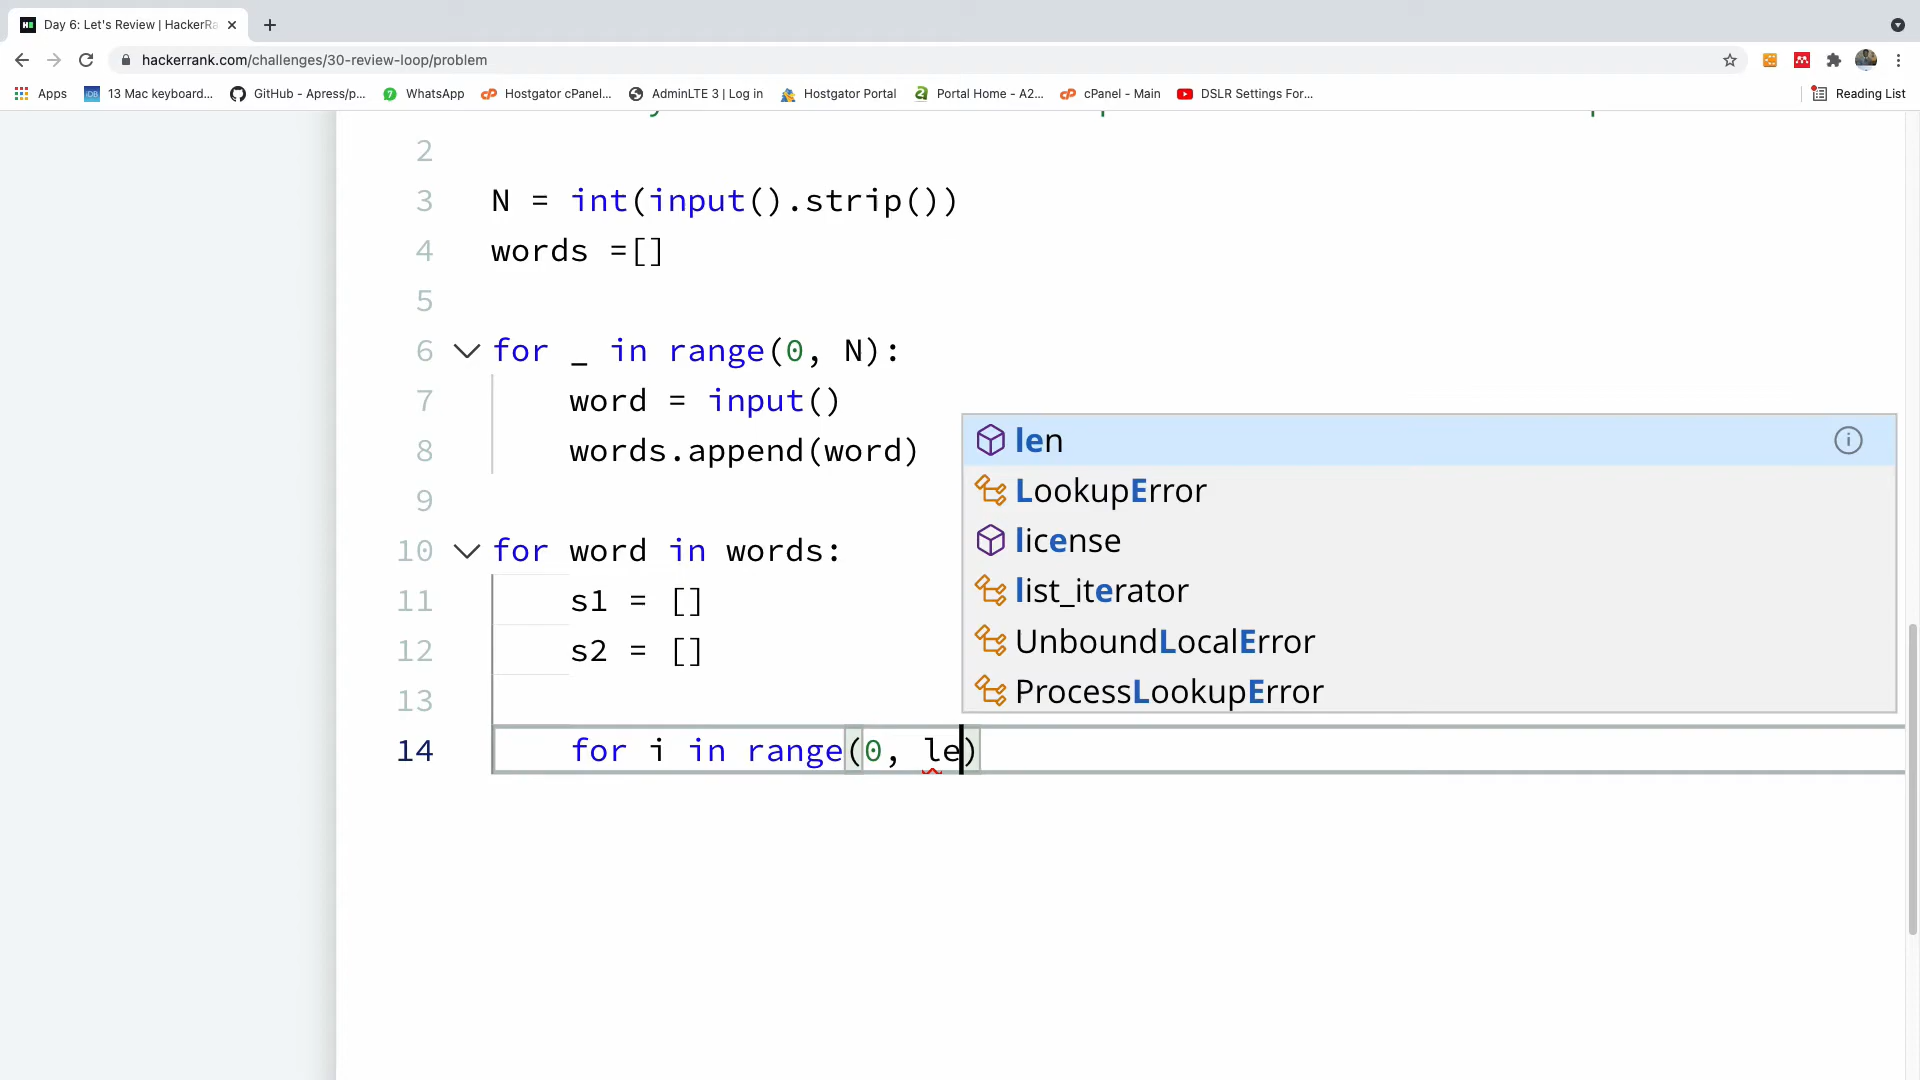 Day 6: Let's Review | HackerRa
hackerrank.com/challenges/30-review-loop/problem
Apps 13 Mac keyboard... GitHub - Apress/p... WhatsApp Hostgator cPanel... AdminLTE 3 | Log in Hostgator Portal Portal Home - A2... cPanel - Main DSLR Settings For... Reading List
2
3 N = int(input().strip())
4 words =[]
5
6 for _ in range(0, N):
7 word = input()
8 words.append(word)
9
10 for word in words:
11 s1 = []
12 s2 = []
13
14 for i in range(0, le)
len
LookupError
license
list_iterator
UnboundLocalError
ProcessLookupError